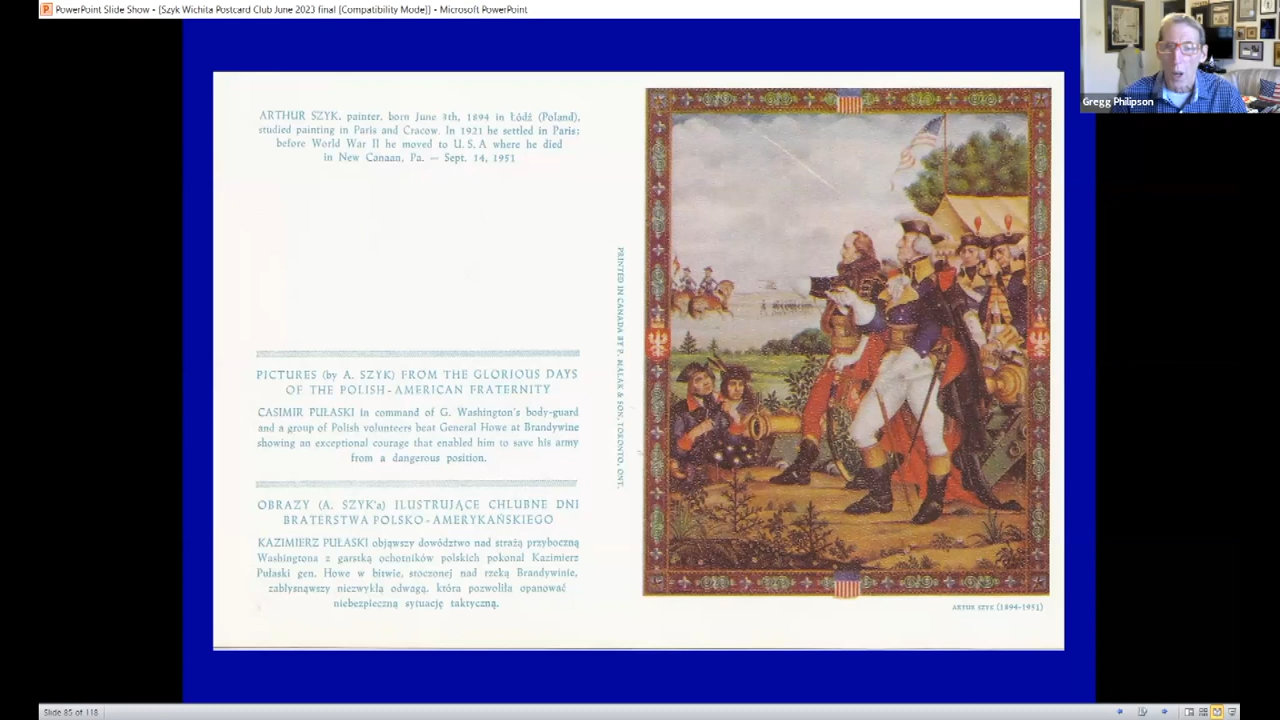 PowerPoint Slide Show - [Szyk Wichita Postcard Club June 2023 final [Compatibility Mode]] - Microsoft PowerPoint
Gregg Philipson
ARTHUR SZYK, painter, born June 3th, 1894 in Łódź (Poland),
studied painting in Paris and Cracow. In 1921 he settled in Paris;
before World War II he moved to U. S. A where he died
in New Canaan, Pa. — Sept. 14, 1951
PICTURES (by A. SZYK) FROM THE GLORIOUS DAYS
OF THE POLISH-AMERICAN FRATERNITY
CASIMIR PUŁASKI in command of G. Washington's body-guard
and a group of Polish volunteers beat General Howe at Brandywine
showing an exceptional courage that enabled him to save his army
from a dangerous position.
OBRAZY (A. SZYK'a) ILUSTRUJĄCE CHLUBNE DNI
BRATERSTWA POLSKO-AMERYKAŃSKIEGO
KAZIMIERZ PUŁASKI objąwszy dowództwo nad strażą przyboczną
Washingtona z garstką ochotników polskich pokonał Kazimierz
Pułaski gen. Howe w bitwie, stoczonej nad rzeką Brandywinie,
zabłysnąwszy niezwykłą odwagą, która pozwoliła opanować
niebezpieczną sytuację taktyczną.
PRINTED IN CANADA BY P. MALAK & SON, TORONTO, ONT.
ARTUR SZYK (1894-1951)
Slide 85 of 118